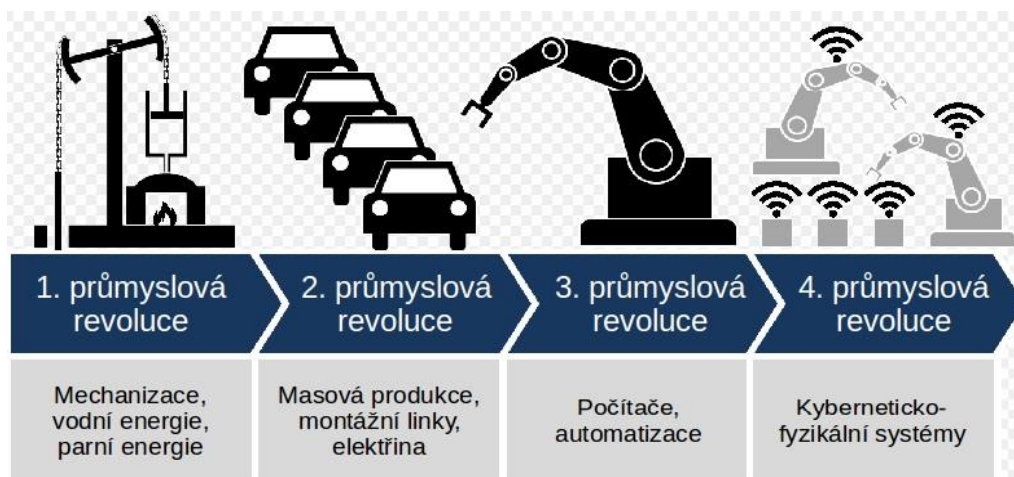 1. průmyslová
revoluce
2. průmyslová
revoluce
3. průmyslová
revoluce
4. průmyslová
revoluce
Mechanizace,
vodní energie,
parní energie
Masová produkce,
montážní linky,
elektřina
Počítače,
automatizace
Kyberneticko-
fyzikální systémy